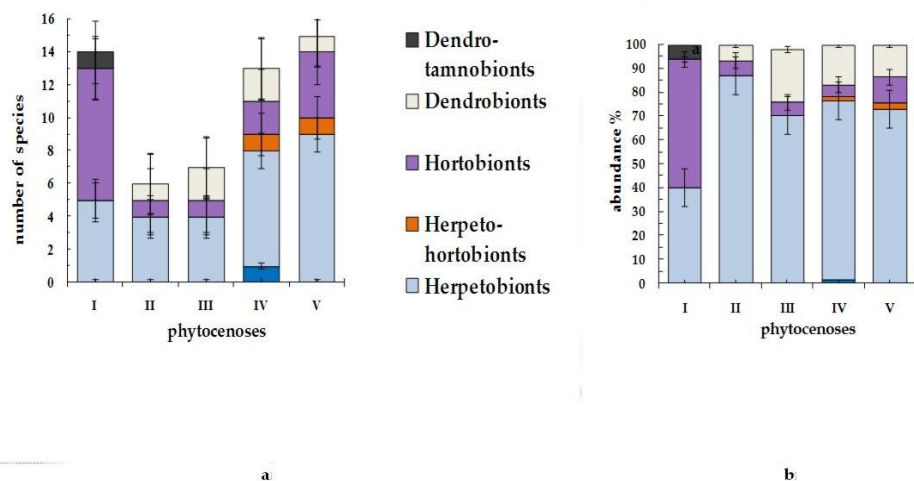 number of species
16
14
12
10
8
6
4
2
0
I II III IV V
phytocenoses
Dendro-
tamnobionts
Dendrobionts
Hortobionts
Herpeto-
hortobionts
Herpetobionts
abundance %
100
90
80
70
60
50
40
30
20
10
0
a
I II III IV V
phytocenoses
a
b